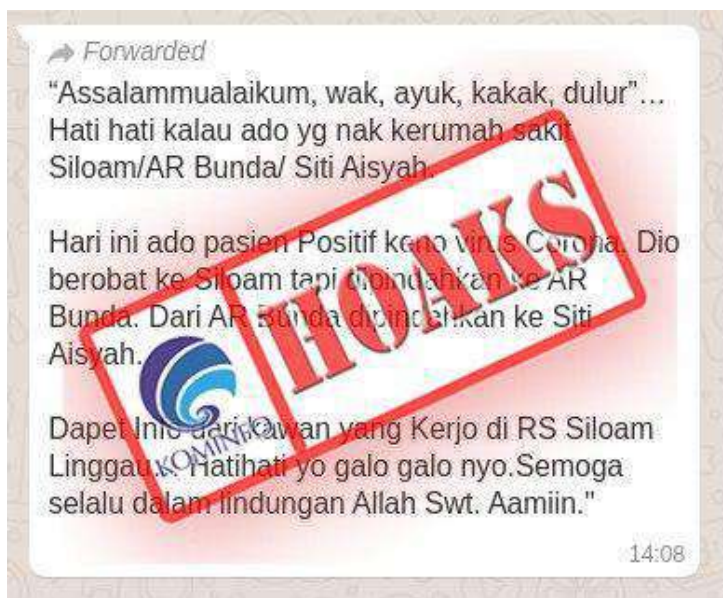 Forwarded
“Assalammualaikum, wak, ayuk, kakak, dulur”...
Hati hati kalau ado yg nak kerumah sakit
Siloam/AR Bunda/ Siti Aisyah.
Hari ini ado pasien Positif keno virus Corona. Dio
berobat ke Siloam tapi dipindahkan ke AR
Bunda. Dari AR Bunda dipindahkan ke Siti
Aisyah.
HOAKS
KOMINFO
Dapet Info dari kawan yang Kerjo di RS Siloam
Linggau. Hatihati yo galo galo nyo.Semoga
selalu dalam lindungan Allah Swt. Aamiin."
14:08